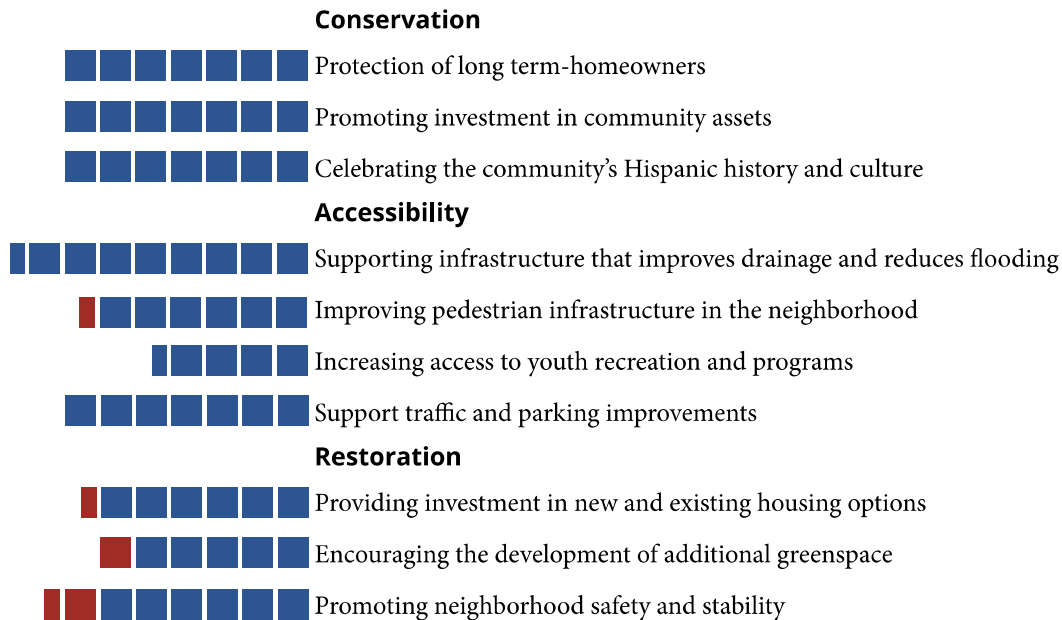 Conservation
Protection of long term-homeowners
Promoting investment in community assets
Celebrating the community’s Hispanic history and culture
Accessibility
Supporting infrastructure that improves drainage and reduces flooding
Improving pedestrian infrastructure in the neighborhood
Increasing access to youth recreation and programs
Support traffic and parking improvements
Restoration
Providing investment in new and existing housing options
Encouraging the development of additional greenspace
Promoting neighborhood safety and stability